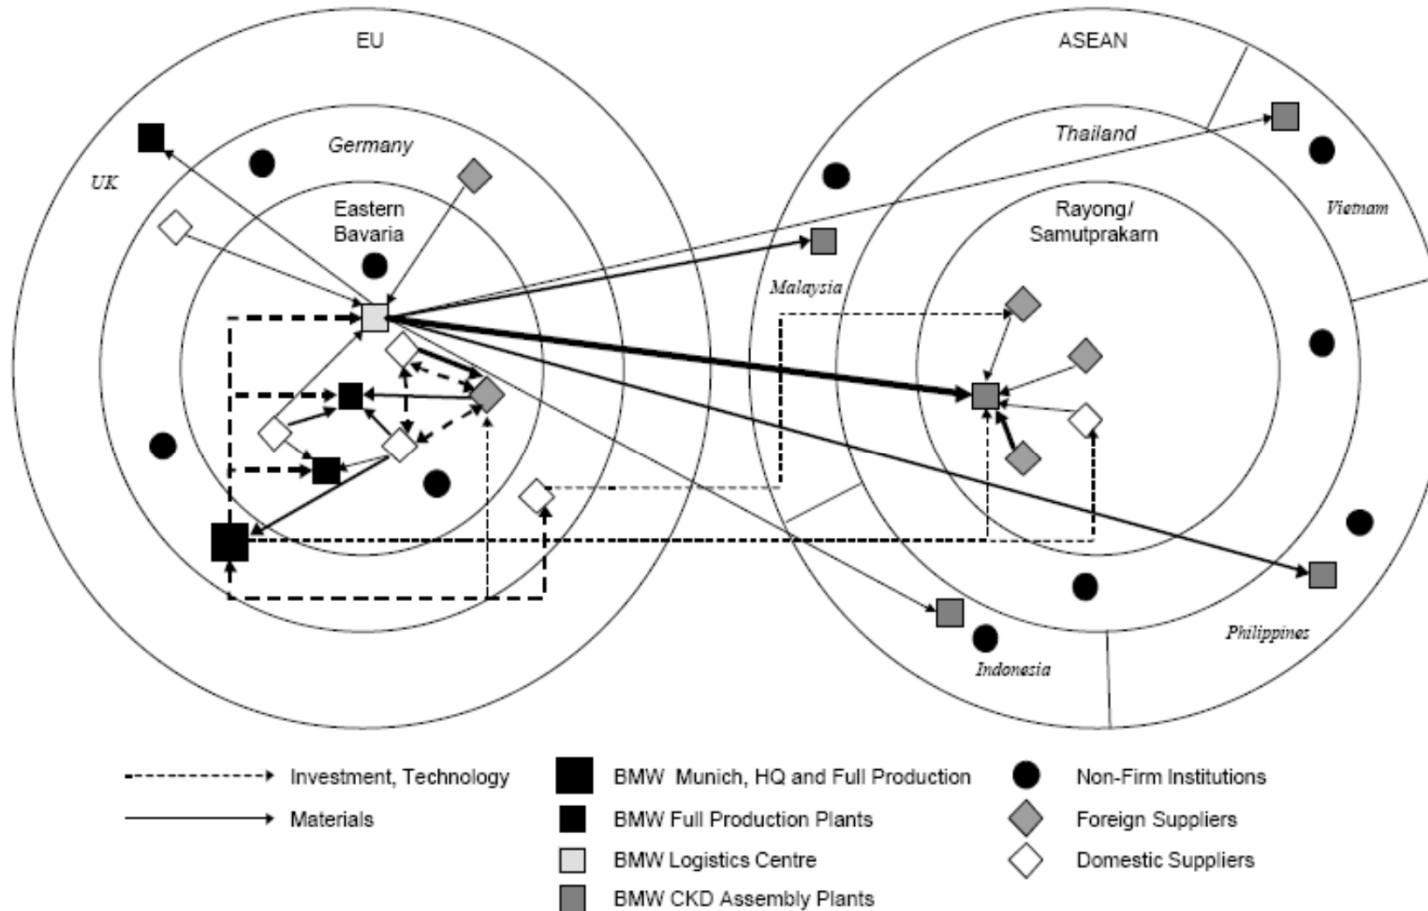 EU
ASEAN
Germany
Thailand
UK
Eastern
Bavaria
Rayong/
Samutprakarn
Vietnam
Malaysia
Philippines
Indonesia
Investment, Technology
BMW Munich, HQ and Full Production
Non-Firm Institutions
Materials
BMW Full Production Plants
Foreign Suppliers
BMW Logistics Centre
Domestic Suppliers
BMW CKD Assembly Plants